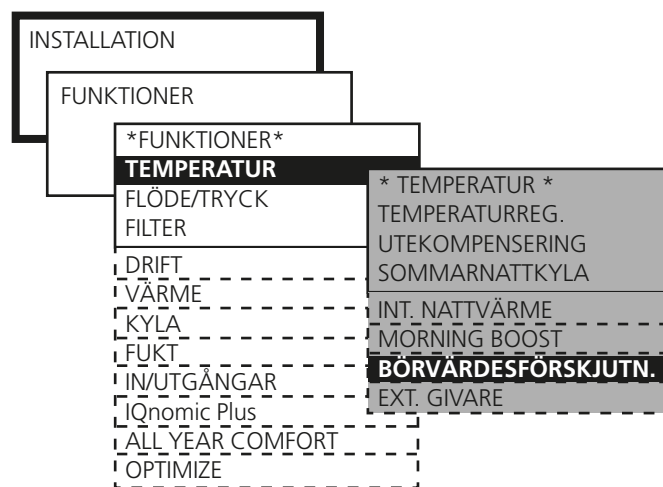 INSTALLATION
FUNKTIONER
*FUNKTIONER*
TEMPERATUR
FLÖDE/TRYCK
FILTER
DRIFT
VÄRME
KYLA
FUKT
IN/UTGÅNGAR
IQnomic Plus
ALL YEAR COMFORT
OPTIMIZE
* TEMPERATUR *
TEMPERATURREG.
UTEKOMPENSERING
SOMMARNATTKYLA
INT. NATTVÄRME
MORNING BOOST
BÖRVÄRDESFÖRSKJUTN.
EXT. GIVARE